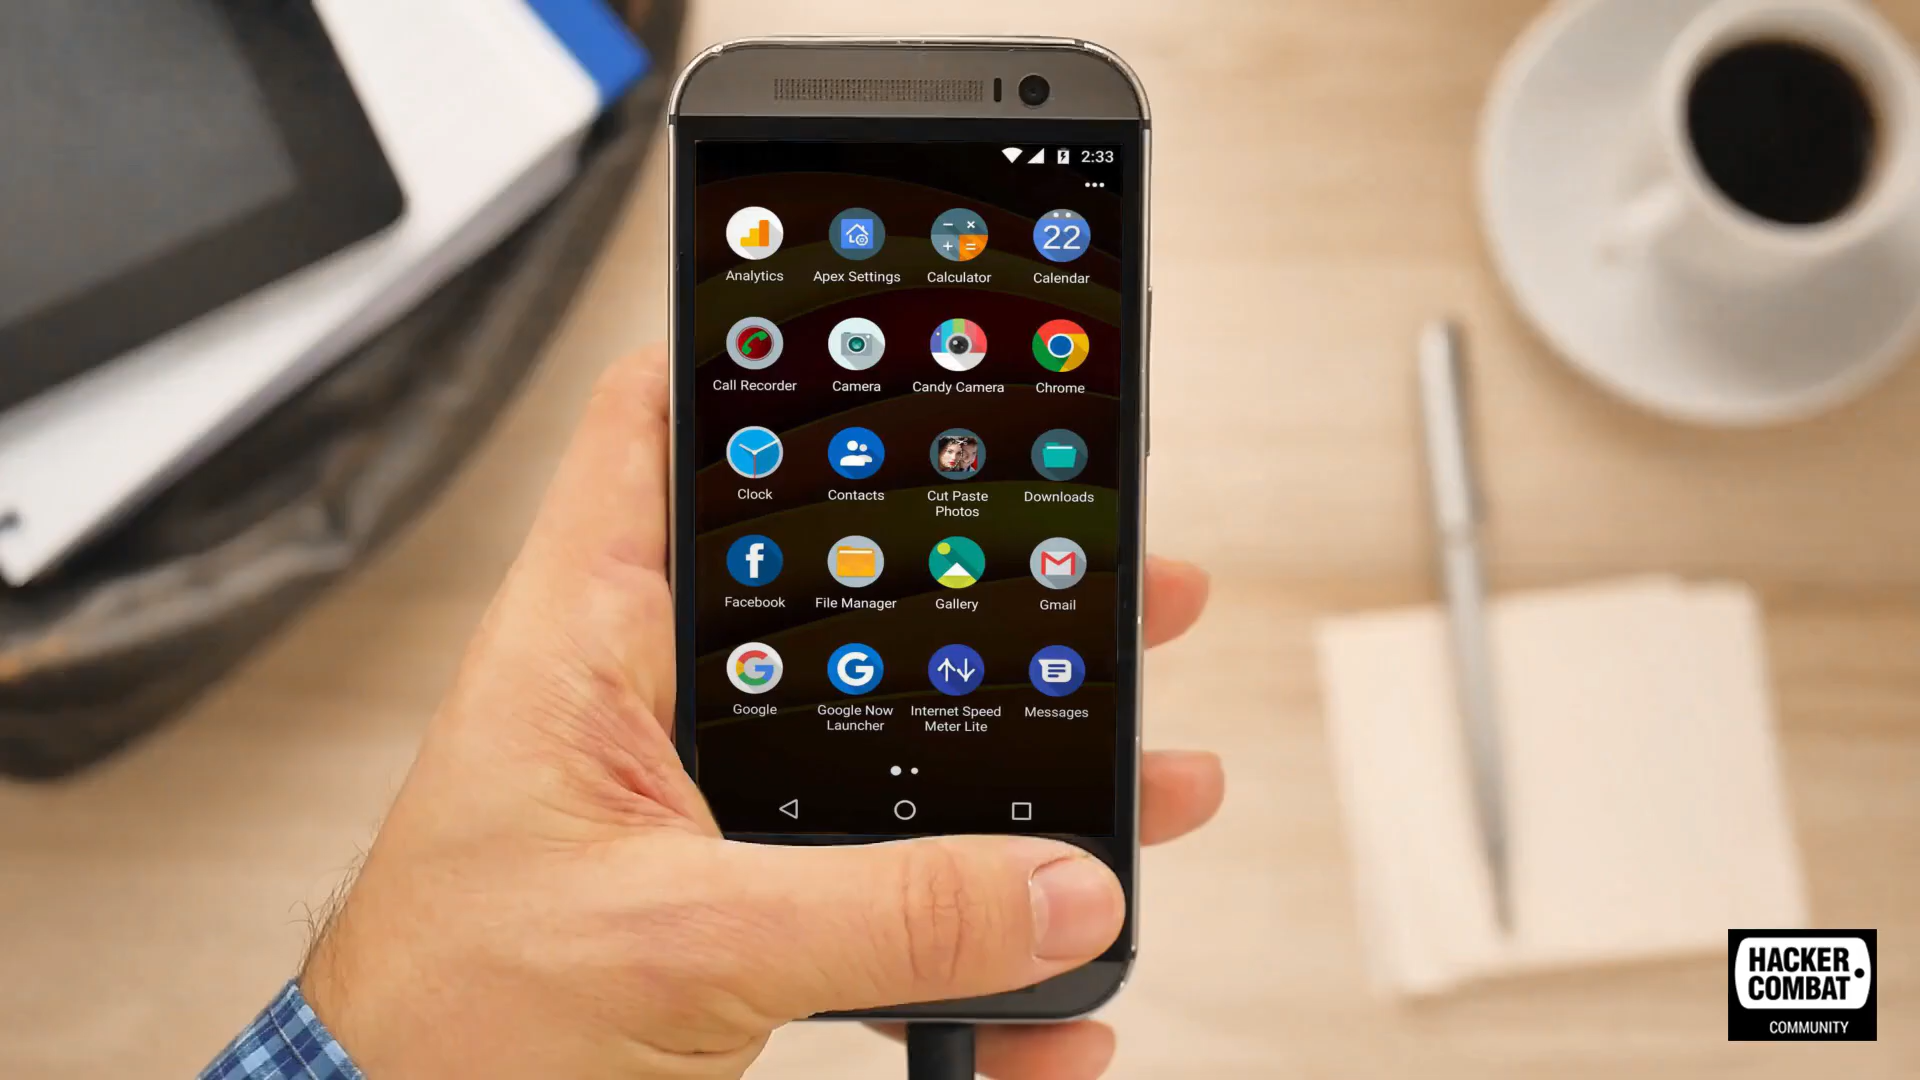 2:33
22
Analytics
Apex Settings
Calculator
Calendar
Call Recorder
Camera
Candy Camera
Chrome
Clock
Contacts
Cut Paste
Photos
Downloads
Facebook
File Manager
Gallery
Gmail
Google
Google Now
Launcher
Internet Speed
Meter Lite
Messages
HACKER
COMBAT
COMMUNITY